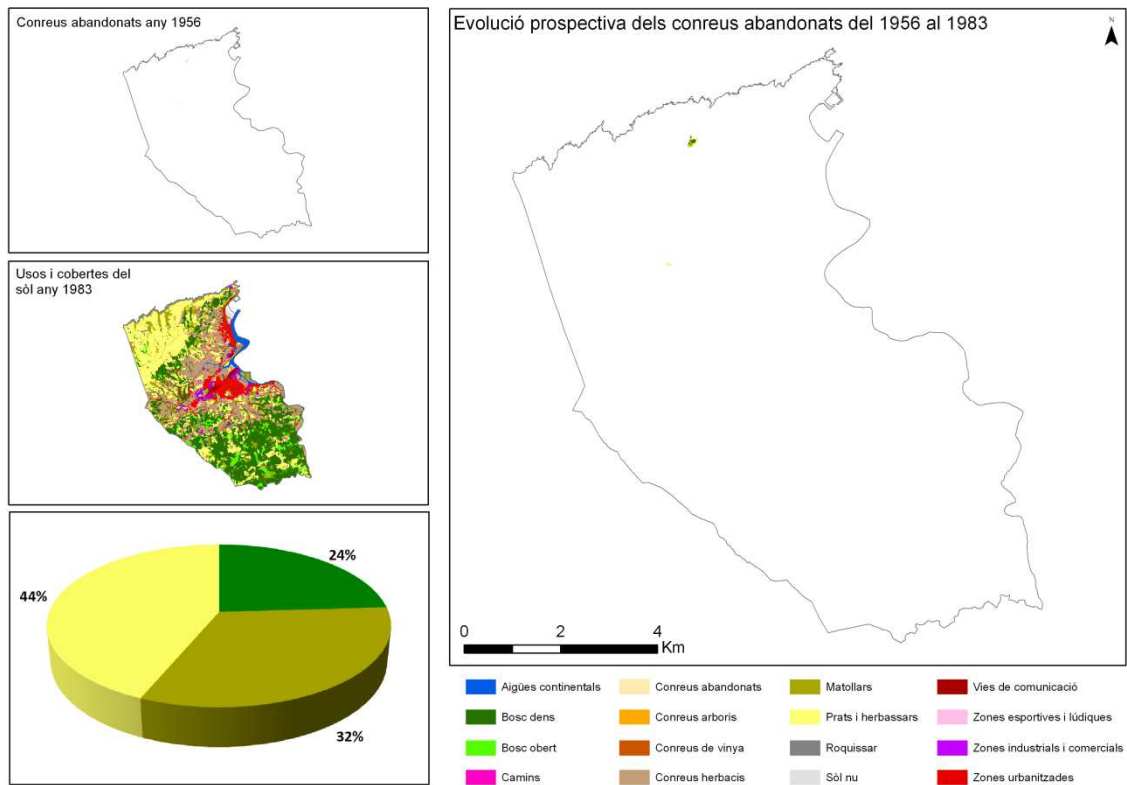 Conreus abandonats any 1956
Usos i cobertes del
sòl any 1983
24%
44%
32%
Evolució prospectiva dels conreus abandonats del 1956 al 1983
N
0 2 4
Km
Aigües continentals
Bosc dens
Bosc obert
Camins
Conreus abandonats
Conreus arboris
Conreus de vinya
Conreus herbacis
Matollars
Prats i herbassars
Roquissar
Sòl nu
Vies de comunicació
Zones esportives i lúdiques
Zones industrials i comercials
Zones urbanitzades